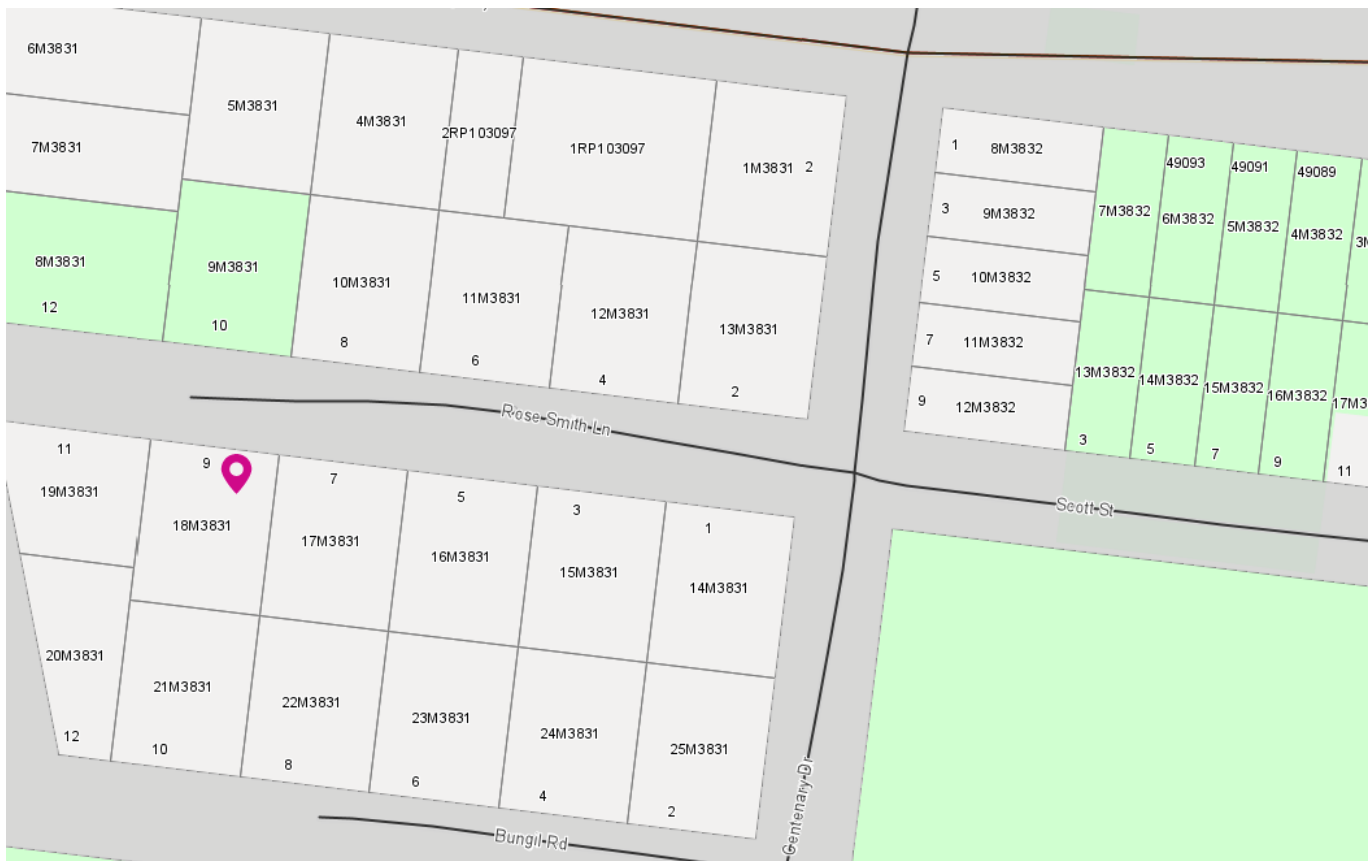 6M3831
5M3831
4M3831
2RP103097
1RP103097
1M3831 2
7M3831
8M3831
12
9M3831
10
10M3831
8
11M3831
6
12M3831
4
13M3831
2
1 8M3832
3 9M3832
5 10M3832
7 11M3832
9 12M3832
7M3832
49093
6M3832
49091
5M3832
49089
4M3832
13M3832
3
14M3832
5
15M3832
7
16M3832
9
11
Rose Smith Ln
Scott St
11
19M3831
9
18M3831
7
17M3831
5
16M3831
3
15M3831
1
14M3831
20M3831
12
21M3831
10
22M3831
8
23M3831
6
24M3831
4
25M3831
2
Centenary Dr
Bungil Rd